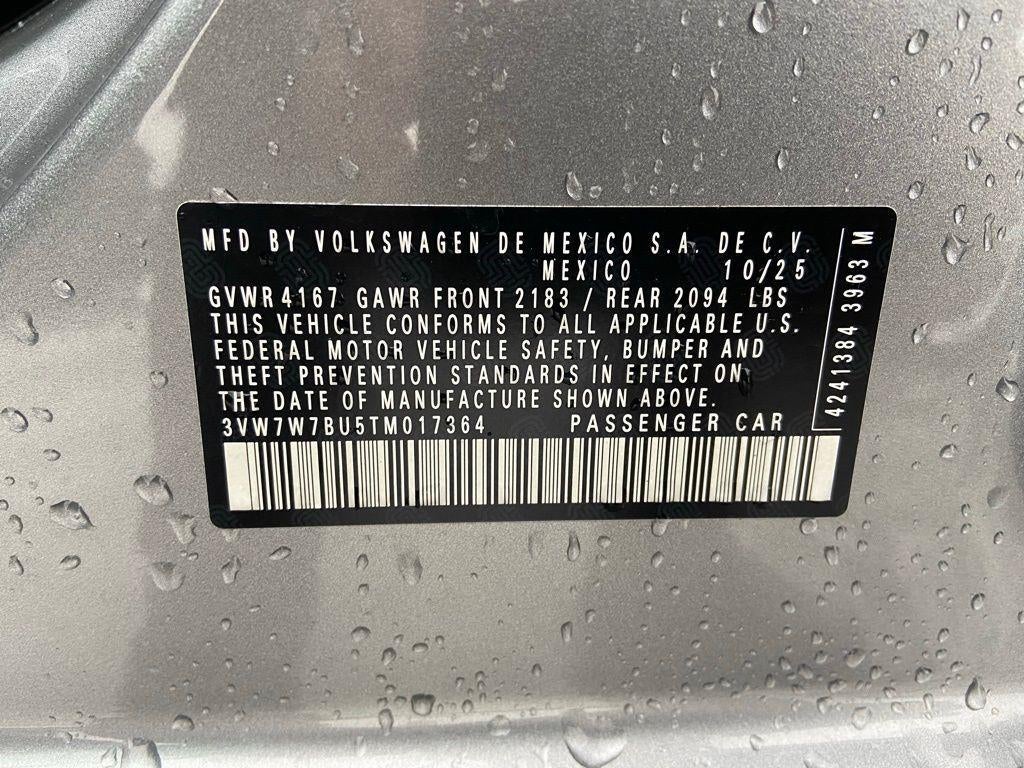 MFD BY VOLKSWAGEN DE MEXICO S.A. DE C.V.
MEXICO 10/25
GVWR 4167 GAWR FRONT 2183 / REAR 2094 LBS
THIS VEHICLE CONFORMS TO ALL APPLICABLE U.S.
FEDERAL MOTOR VEHICLE SAFETY, BUMPER AND
THEFT PREVENTION STANDARDS IN EFFECT ON
THE DATE OF MANUFACTURE SHOWN ABOVE.
3VW7W7BU5TM017364 PASSENGER CAR
4241384 3963 M